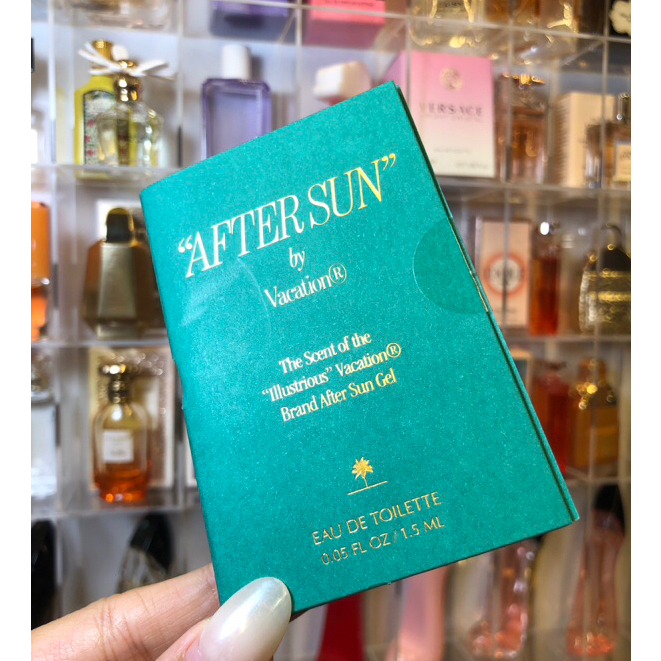 “AFTER SUN”
by
Vacation®
The Scent of the
“Illustrious” Vacation®
Brand After Sun Gel
EAU DE TOILETTE
0.05 FL OZ / 1.5 ML
VERSACE